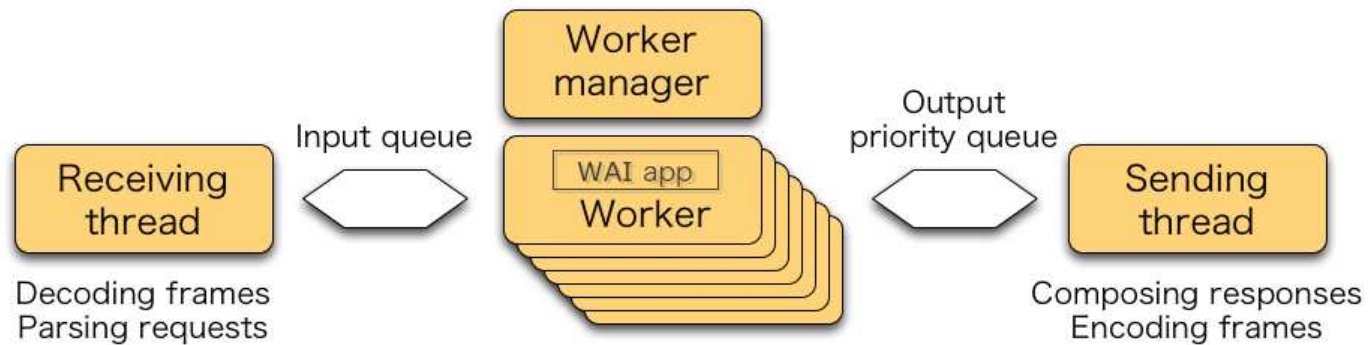 Receiving
thread
Decoding frames
Parsing requests
Input queue
Worker
manager
WAI app
Worker
Output
priority queue
Sending
thread
Composing responses
Encoding frames